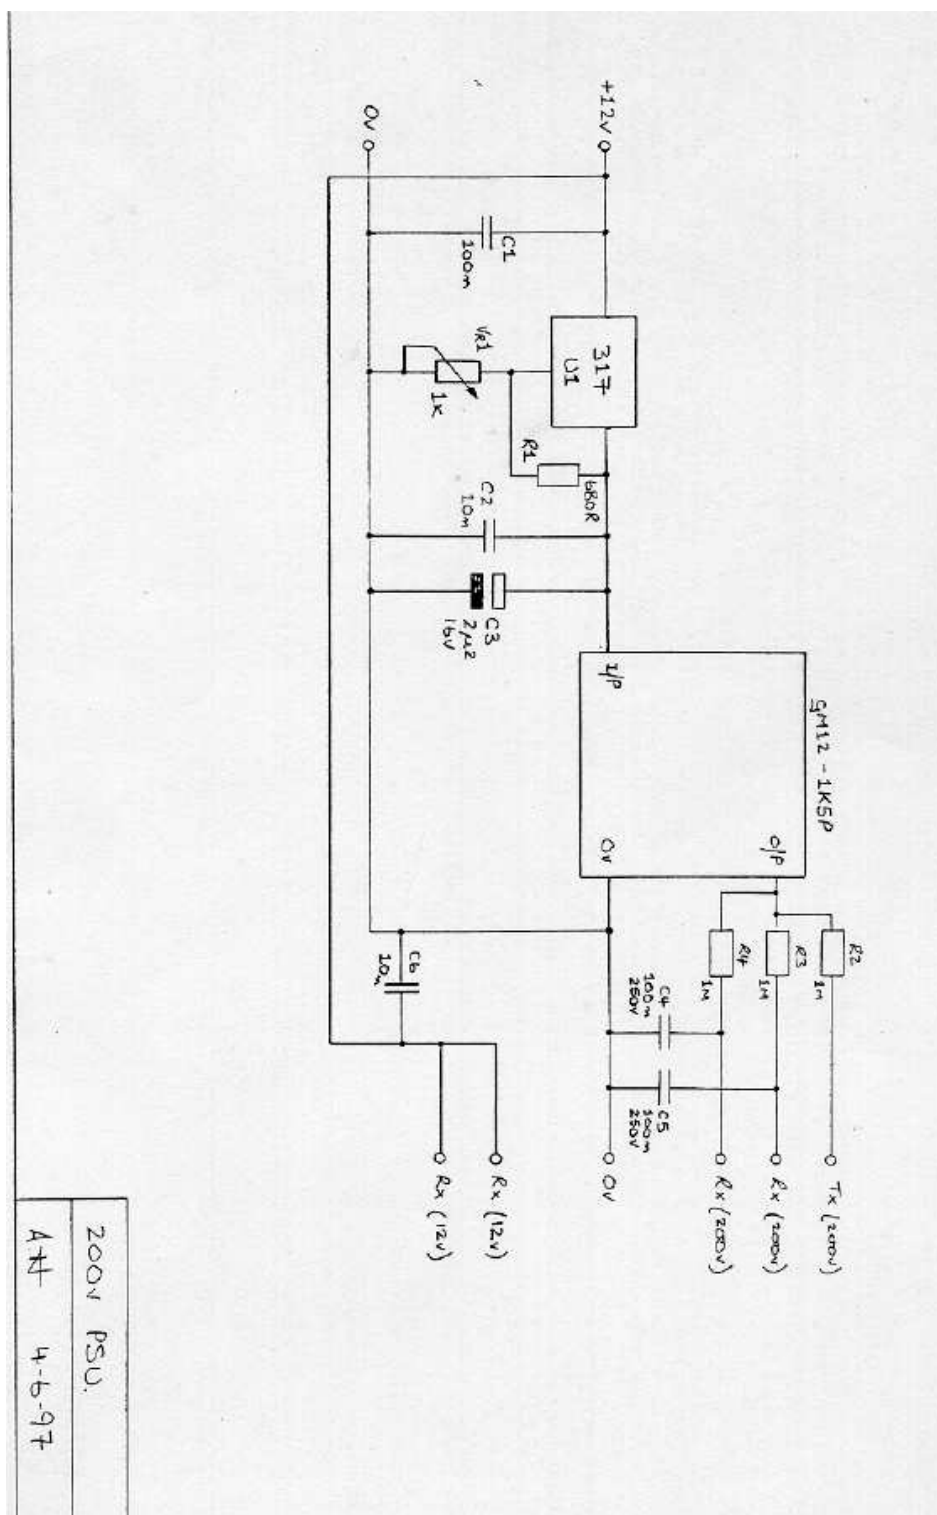 +12v
0v
C1
100n
317
U1
VR1
1K
R1
680R
C2
10n
C3
2µ2
16v
GM12 - 1K5P
I/P
O/P
0v
R2
1M
R3
1M
R4
1M
C4
100n
250V
C5
100n
250V
C6
10n
Tx (200v)
Rx (200v)
Rx (200v)
0v
Rx (12v)
Rx (12v)
200v PSU.
4-6-97